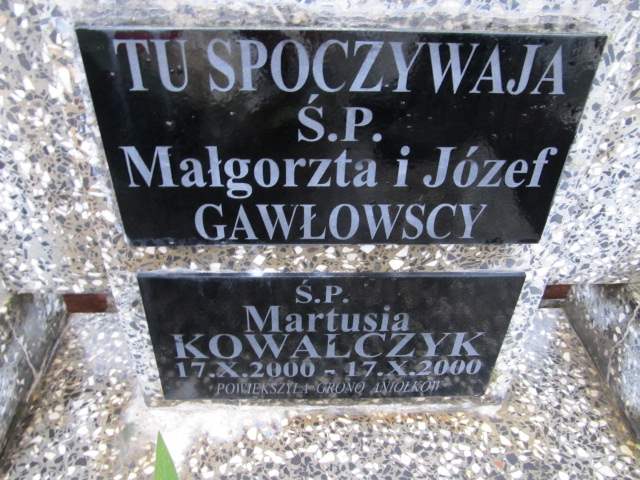 TU SPOCZYWAJA
Ś.P.
Małgorzta i Józef
GAWŁOWSCY
Ś.P.
Martusia
KOWALCZYK
17.X.2000 - 17.X.2000
POWIĘKSZYŁA GRONO ANIOŁKÓW